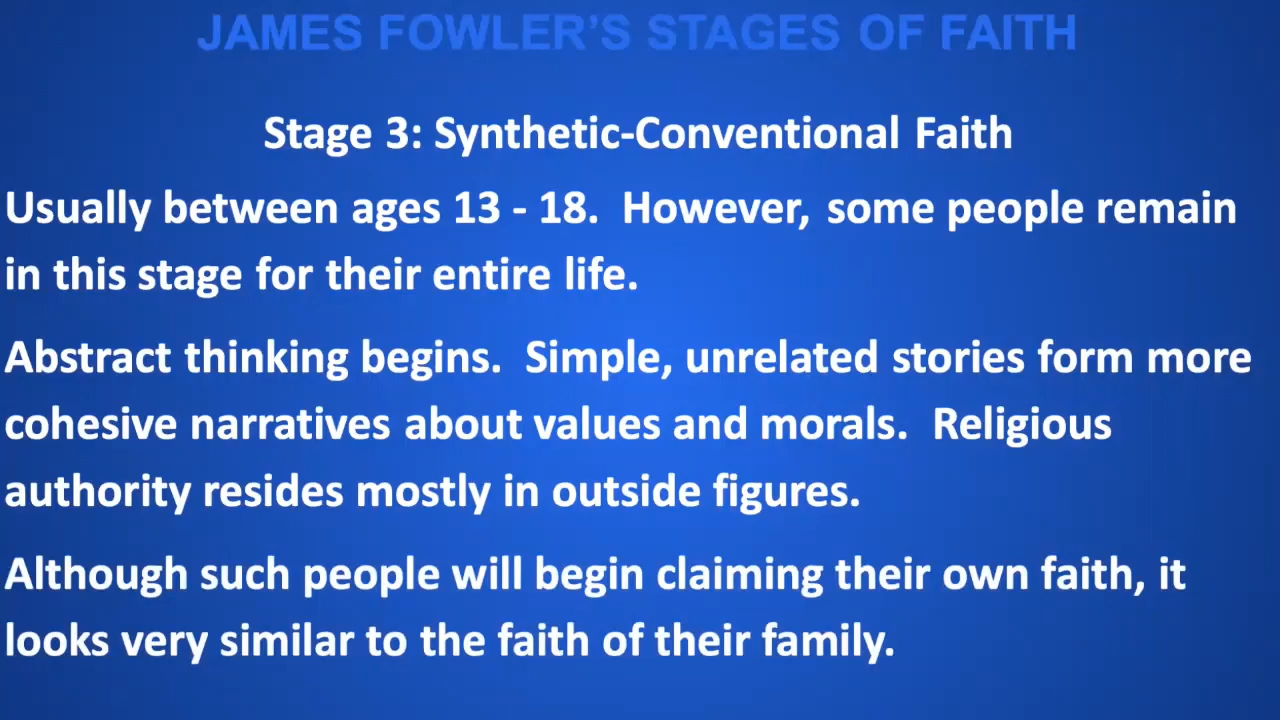 JAMES FOWLER’S STAGES OF FAITH
Stage 3: Synthetic-Conventional Faith
Usually between ages 13 - 18.  However, some people remain
in this stage for their entire life.
Abstract thinking begins.  Simple, unrelated stories form more
cohesive narratives about values and morals.  Religious
authority resides mostly in outside figures.
Although such people will begin claiming their own faith, it
looks very similar to the faith of their family.